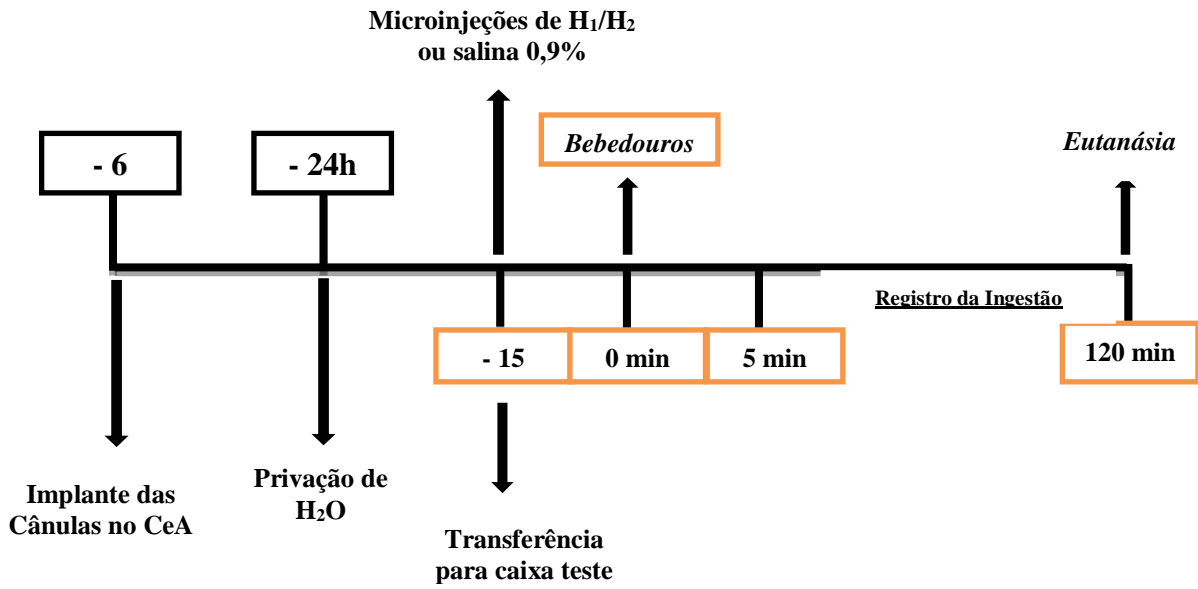 Microinjeções de H₁/H₂
ou salina 0,9%
- 6
- 24h
Bebedouros
Eutanásia
Registro da Ingestão
- 15
0 min
5 min
120 min
Implante das
Cânulas no CeA
Privação de
H₂O
Transferência
para caixa teste